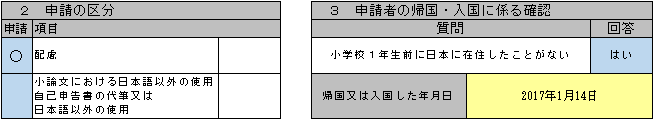 ２　申請の区分
申請 項目
○ 配慮
小論文における日本語以外の使用
自己申告書の代筆又は
日本語以外の使用
３　申請者の帰国・入国に係る確認
質問 回答
小学校１年生前に日本に在住したことがない はい
帰国又は入国した年月日 2017年1月14日